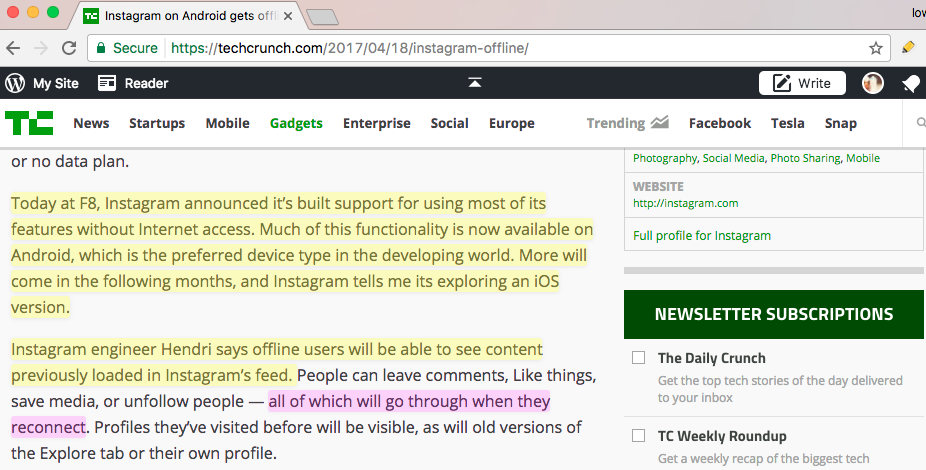 Instagram on Android gets offl
low
Secure https://techcrunch.com/2017/04/18/instagram-offline/
My Site Reader Write
TC News Startups Mobile Gadgets Enterprise Social Europe Trending Facebook Tesla Snap
or no data plan.
Today at F8, Instagram announced it’s built support for using most of its
features without Internet access. Much of this functionality is now available on
Android, which is the preferred device type in the developing world. More will
come in the following months, and Instagram tells me its exploring an iOS
version.
Instagram engineer Hendri says offline users will be able to see content
previously loaded in Instagram’s feed. People can leave comments, Like things,
save media, or unfollow people — all of which will go through when they
reconnect. Profiles they’ve visited before will be visible, as will old versions of
the Explore tab or their own profile.
Photography, Social Media, Photo Sharing, Mobile
WEBSITE
http://instagram.com
Full profile for Instagram
NEWSLETTER SUBSCRIPTIONS
The Daily Crunch
Get the top tech stories of the day delivered
to your inbox
TC Weekly Roundup
Get a weekly recap of the biggest tech